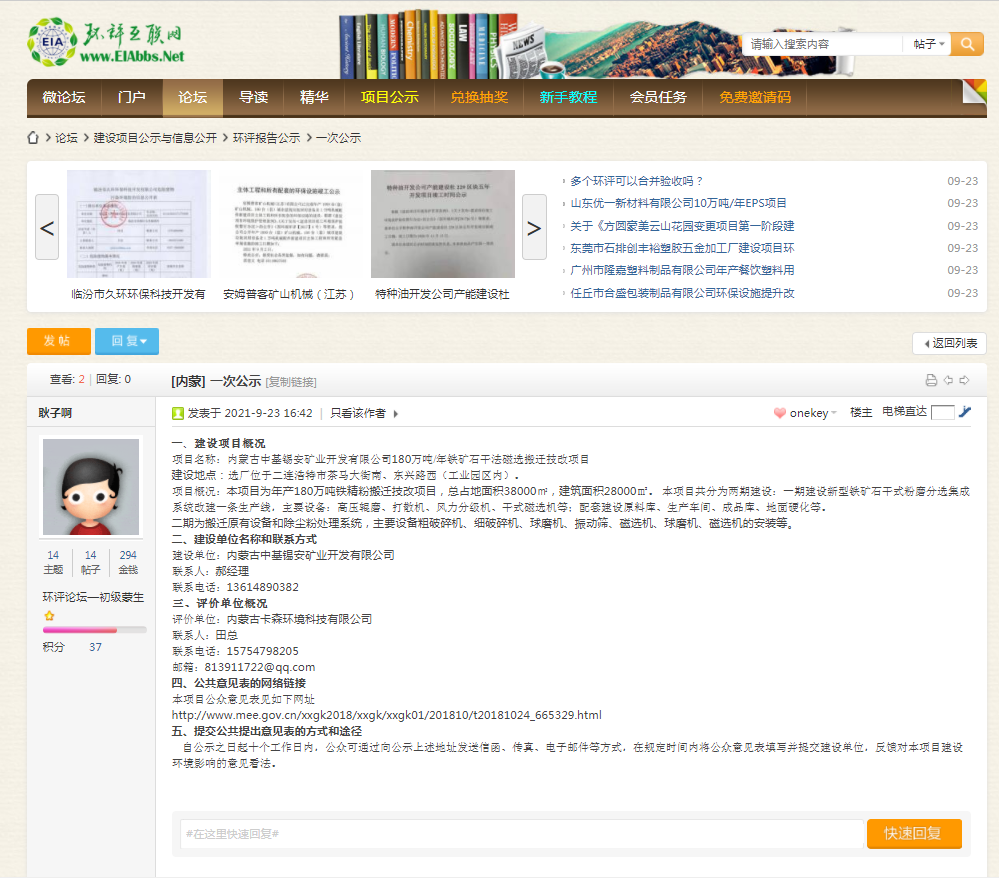 EIA
环评互联网
www.EIAbbs.Net
NEWS
LAW
请输入搜索内容 帖子
微论坛 门户 论坛 导读 精华 项目公示 兑换抽奖 新手教程 会员任务 免费邀请码
论坛 > 建设项目公示与信息公开 > 环评报告公示 > 一次公示
主体工程和所有配套的环保设施竣工公示
<
>
临汾市久环环保科技开发有
安姆普客矿山机械(江苏)
特种油开发公司产能建设杜
多个环评可以合并验收吗? 09-23
山东优一新材料有限公司10万吨/年EPS项目 09-23
关于《方圆蒙美云山花园变更项目第一阶段建 09-23
东莞市石排创丰裕塑胶五金加工厂建设项目环 09-23
广州市隆嘉塑料制品有限公司年产餐饮塑料用 09-23
任丘市合盛包装制品有限公司环保设施提升改 09-23
发帖 回复
返回列表
查看: 2 | 回复: 0
[内蒙] 一次公示 [复制链接]
耿子啊
发表于 2021-9-23 16:42 | 只看该作者
onekey 楼主 电梯直达
14 14 294
主题 帖子 金钱
环评论坛—初级蒙生
积分 37
一、建设项目概况
项目名称：内蒙古中基锡安矿业开发有限公司180万吨/年铁矿石干法磁选搬迁技改项目
建设地点：选厂位于二连浩特市茶马大街南、东兴路西（工业园区内）。
项目概况：本项目为年产180万吨铁精粉搬迁技改项目，总占地面积38000㎡，建筑面积28000㎡。 本项目共分为两期建设：一期建设新型铁矿石干式粉磨分选集成
系统改建一条生产线，主要设备：高压辊磨、打散机、风力分级机、干式磁选机等；配套建设原料库、生产车间、成品库、地面硬化等。
二期为搬迁原有设备和除尘处理系统，主要设备粗破碎机、细破碎机、球磨机、振动筛、磁选机、球磨机、磁选机的安装等。
二、建设单位名称和联系方式
建设单位：内蒙古中基锡安矿业开发有限公司
联系人：郝经理
联系电话：13614890382
三、评价单位概况
评价单位：内蒙古卡森环境科技有限公司
联系人：田总
联系电话：15754798205
邮箱：813911722@qq.com
四、公共意见表的网络链接
本项目公众意见表见如下网址
http://www.mee.gov.cn/xxgk2018/xxgk/xxgk01/201810/t20181024_665329.html
五、提交公共提出意见表的方式和途径
自公示之日起十个工作日内，公众可通过向公示上述地址发送信函、传真、电子邮件等方式，在规定时间内将公众意见表填写并提交建设单位，反馈对本项目建设
环境影响的意见看法。
#在这里快速回复#
快速回复